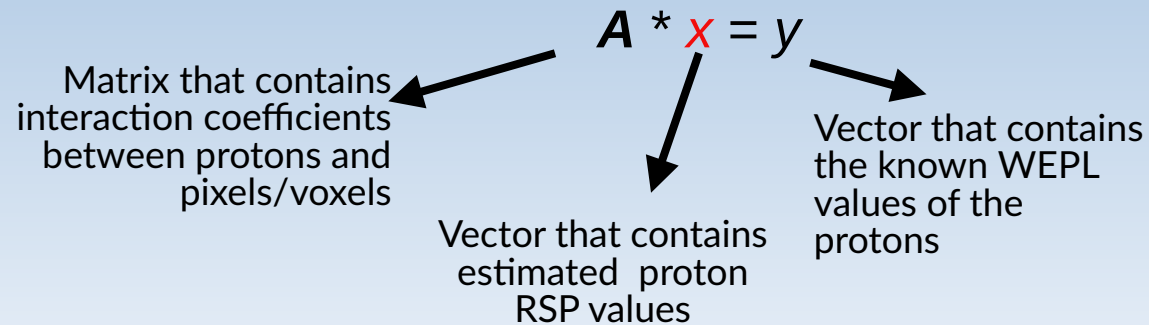 A * x = y
Matrix that contains
interaction coefficients
between protons and
pixels/voxels
Vector that contains
estimated proton
RSP values
Vector that contains
the known WEPL
values of the
protons